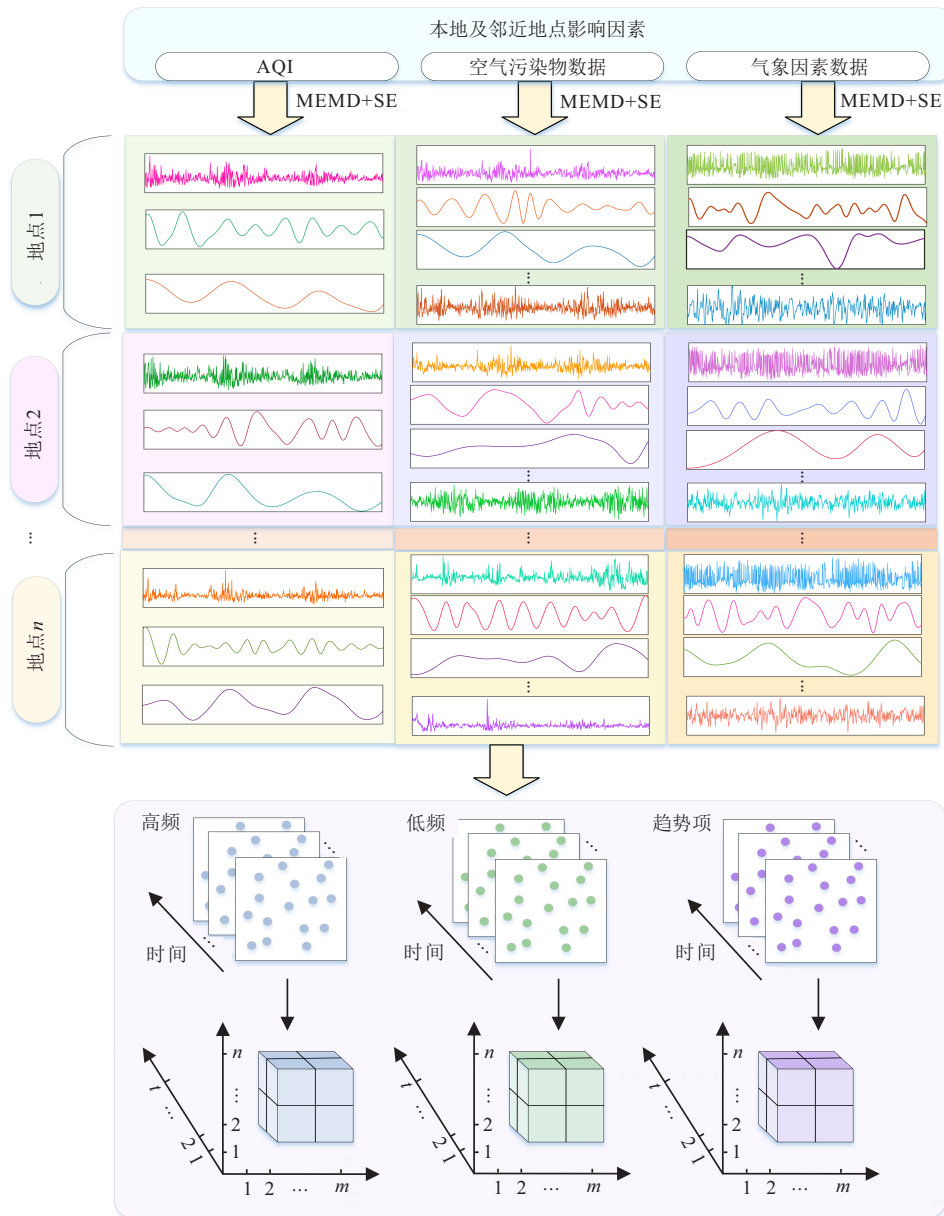 本地及邻近地点影响因素
AQI
空气污染物数据
气象因素数据
MEMD+SE
MEMD+SE
MEMD+SE
地点1
⋮
⋮
地点2
⋮
⋮
...
⋮
⋮
⋮
地点n
⋮
⋮
高频
低频
趋势项
...
...
...
时间
...
时间
...
时间
...
n
n
n
t
t
t
...
...
...
...
...
...
2
2
2
2
2
2
1
1
1
1
1
1
1 2 ... m
1 2 ... m
1 2 ... m